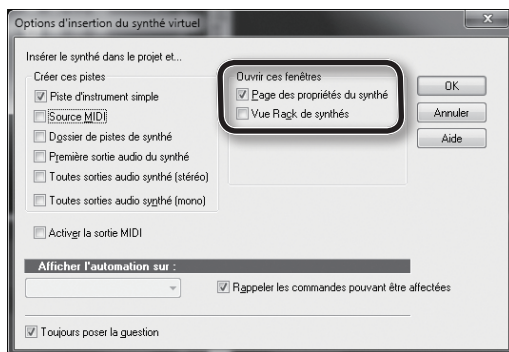 Options d'insertion du synthé virtuel
Insérer le synthé dans le projet et...
Créer ces pistes
Piste d'instrument simple
Source MIDI
Dossier de pistes de synthé
Première sortie audio du synthé
Toutes sorties audio synthé (stéréo)
Toutes sorties audio synthé (mono)
Ouvrir ces fenêtres
Page des propriétés du synthé
Vue Rack de synthés
OK
Annuler
Aide
Activer la sortie MIDI
Afficher l'automation sur :
Rappeler les commandes pouvant être affectées
Toujours poser la question